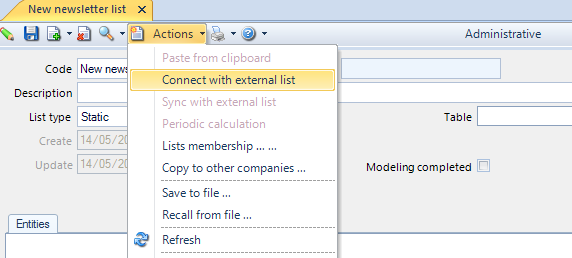 New newsletter list
Actions
Administrative
Paste from clipboard
Code New news
Connect with external list
Description
Sync with external list
List type Static
Table
Periodic calculation
Create 14/05/20
Lists membership ... ...
Update 14/05/20
Copy to other companies ...
Modeling completed
Save to file ...
Recall from file ...
Entities
Refresh